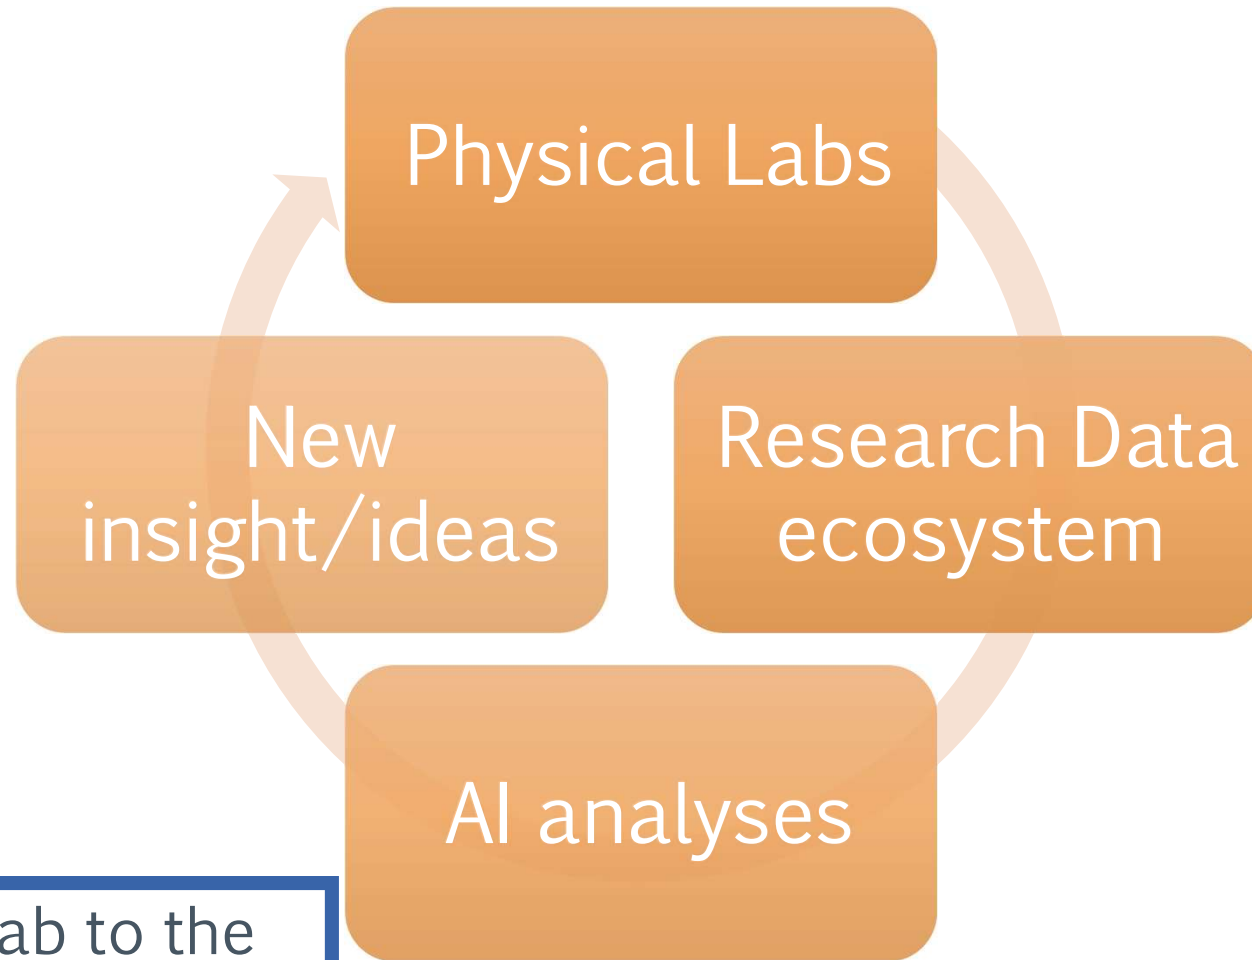 Physical Labs
New
insight/ideas
Research Data
ecosystem
AI analyses
ab to the